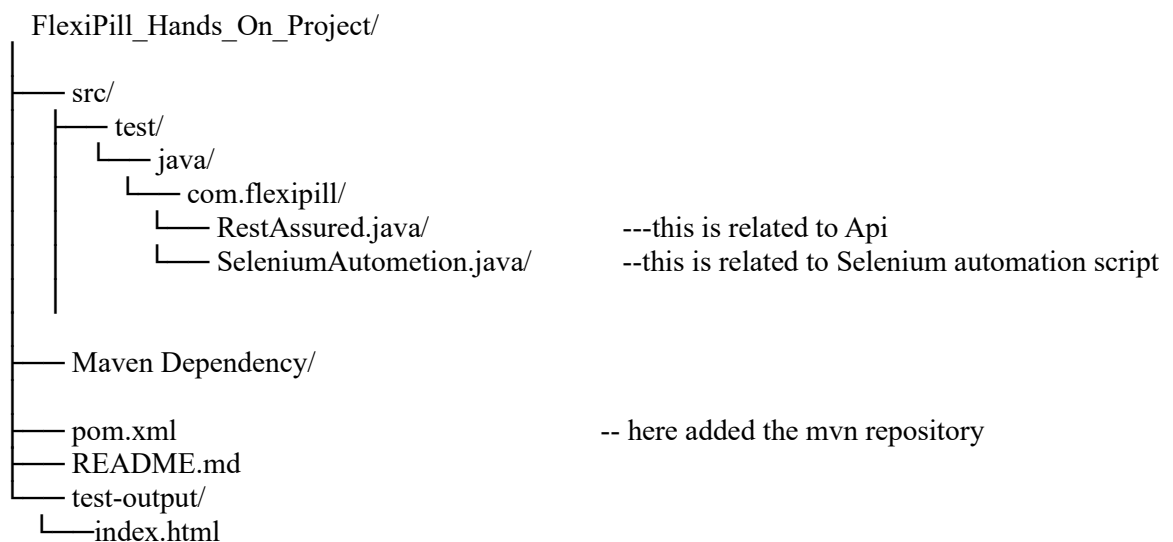 FlexiPill_Hands_On_Project/
src/
test/
java/
com.flexipill/
RestAssured.java/ ---this is related to Api
SeleniumAutometion.java/ --this is related to Selenium automation script
Maven Dependency/
pom.xml -- here added the mvn repository
README.md
test-output/
index.html